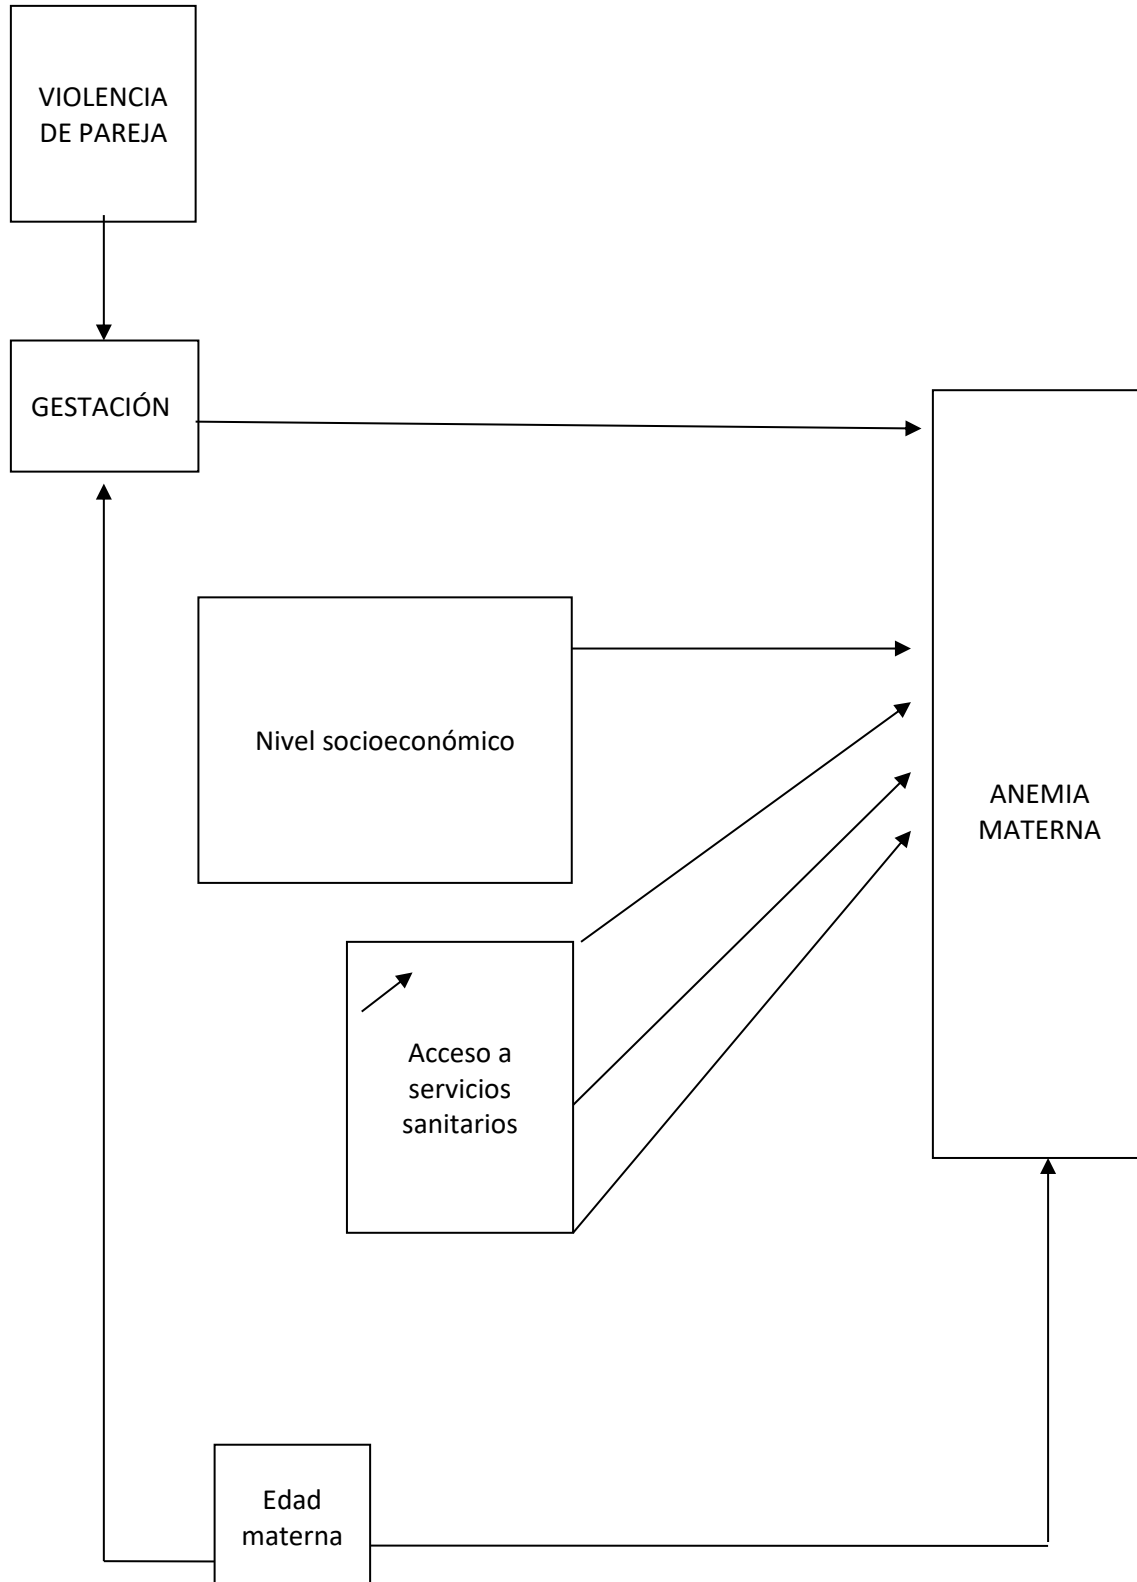 VIOLENCIA
DE PAREJA
GESTACIÓN
Nivel socioeconómico
ANEMIA
MATERNA
Acceso a
servicios
sanitarios
Edad
materna